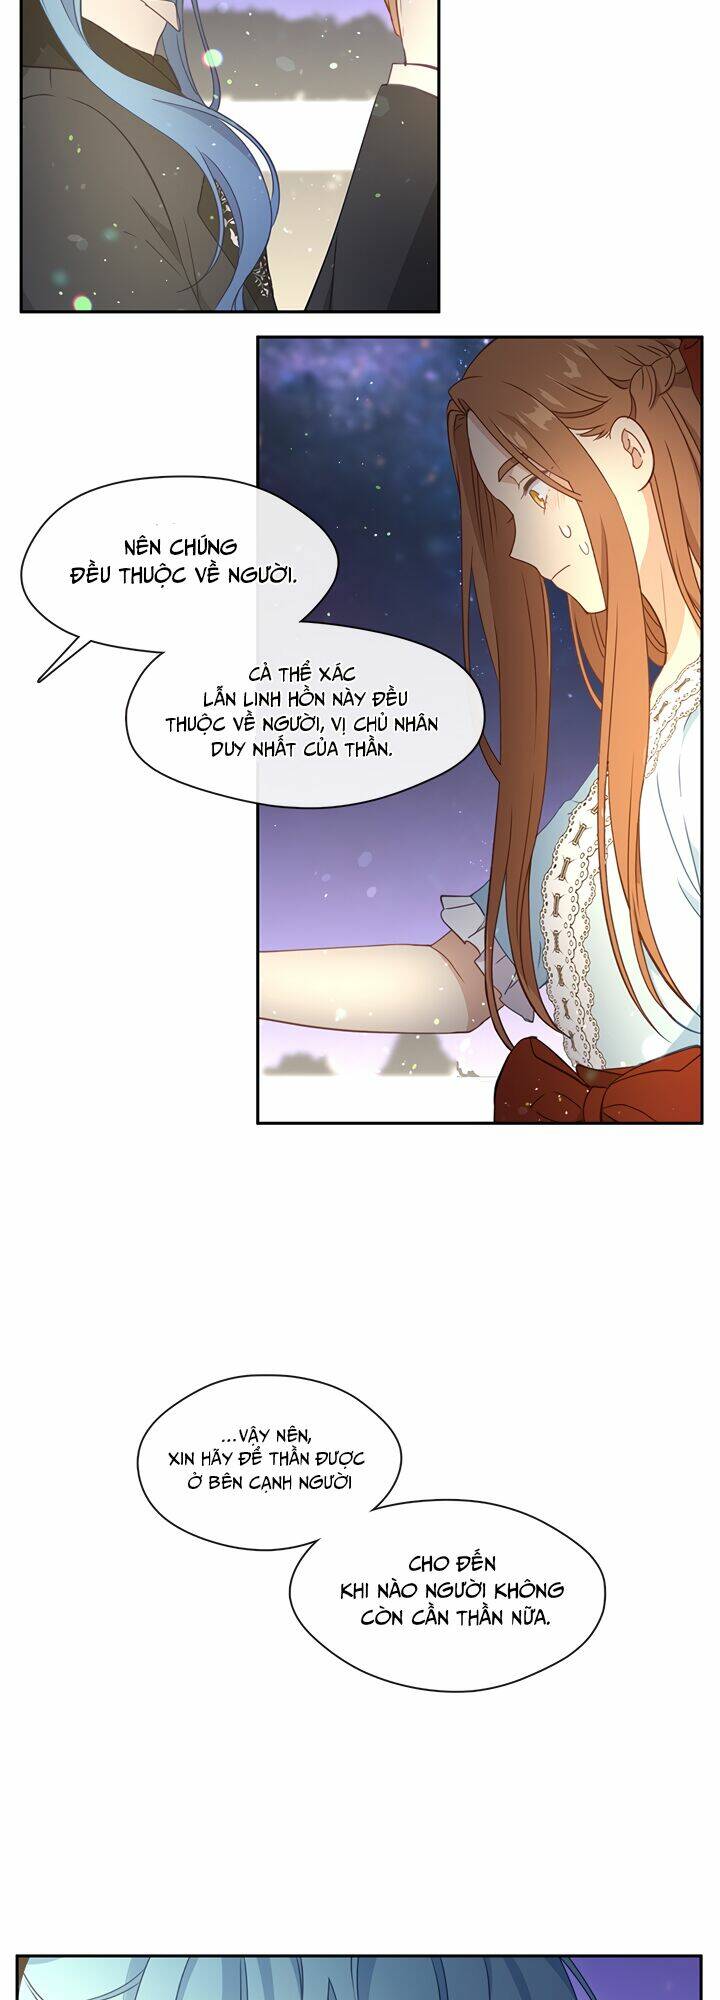 NÊN CHÚNG
ĐỀU THUỘC VỀ NGƯỜI.
CẢ THỂ XÁC
LẪN LINH HỒN NÀY ĐỀU
THUỘC VỀ NGƯỜI, VỊ CHỦ NHÂN
DUY NHẤT CỦA THẦN.
...VẬY NÊN,
XIN HÃY ĐỂ THẦN ĐƯỢC
Ở BÊN CẠNH NGƯỜI
CHO ĐẾN
KHI NÀO NGƯỜI KHÔNG
CÒN CẦN THẦN NỮA.